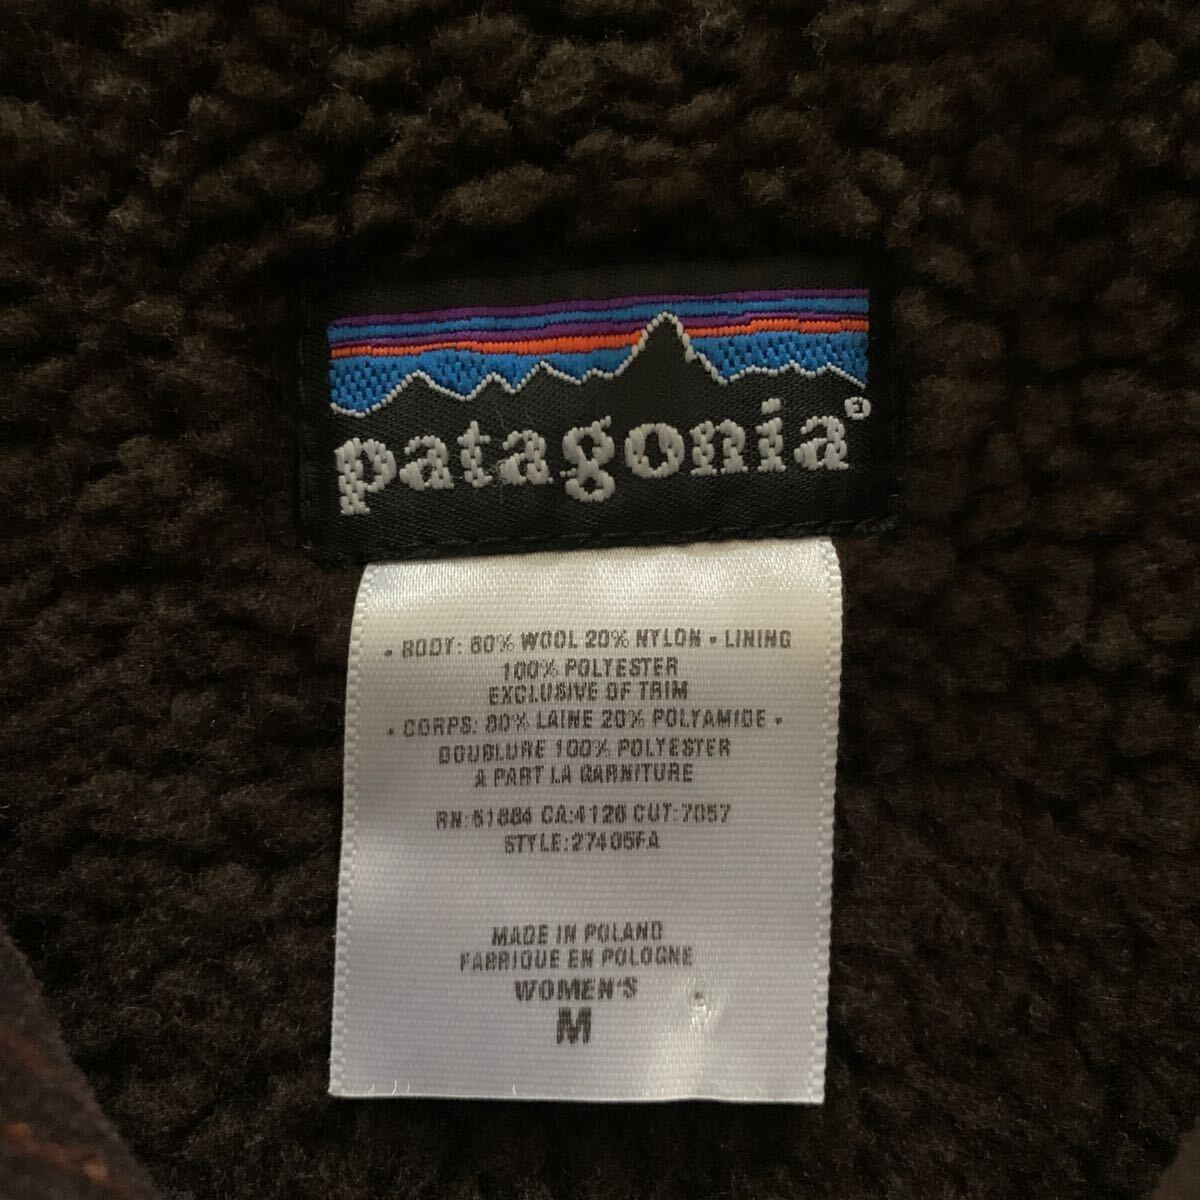 patagonia®
• BODY: 80% WOOL 20% NYLON • LINING
100% POLYESTER
EXCLUSIVE OF TRIM
• CORPS: 80% LAINE 20% POLYAMIDE •
DOUBLURE 100% POLYESTER
A PART LA GARNITURE
RN:51884 CA:4126 CUT:7057
STYLE:27405FA
MADE IN POLAND
FABRIQUE EN POLOGNE
WOMEN'S
M